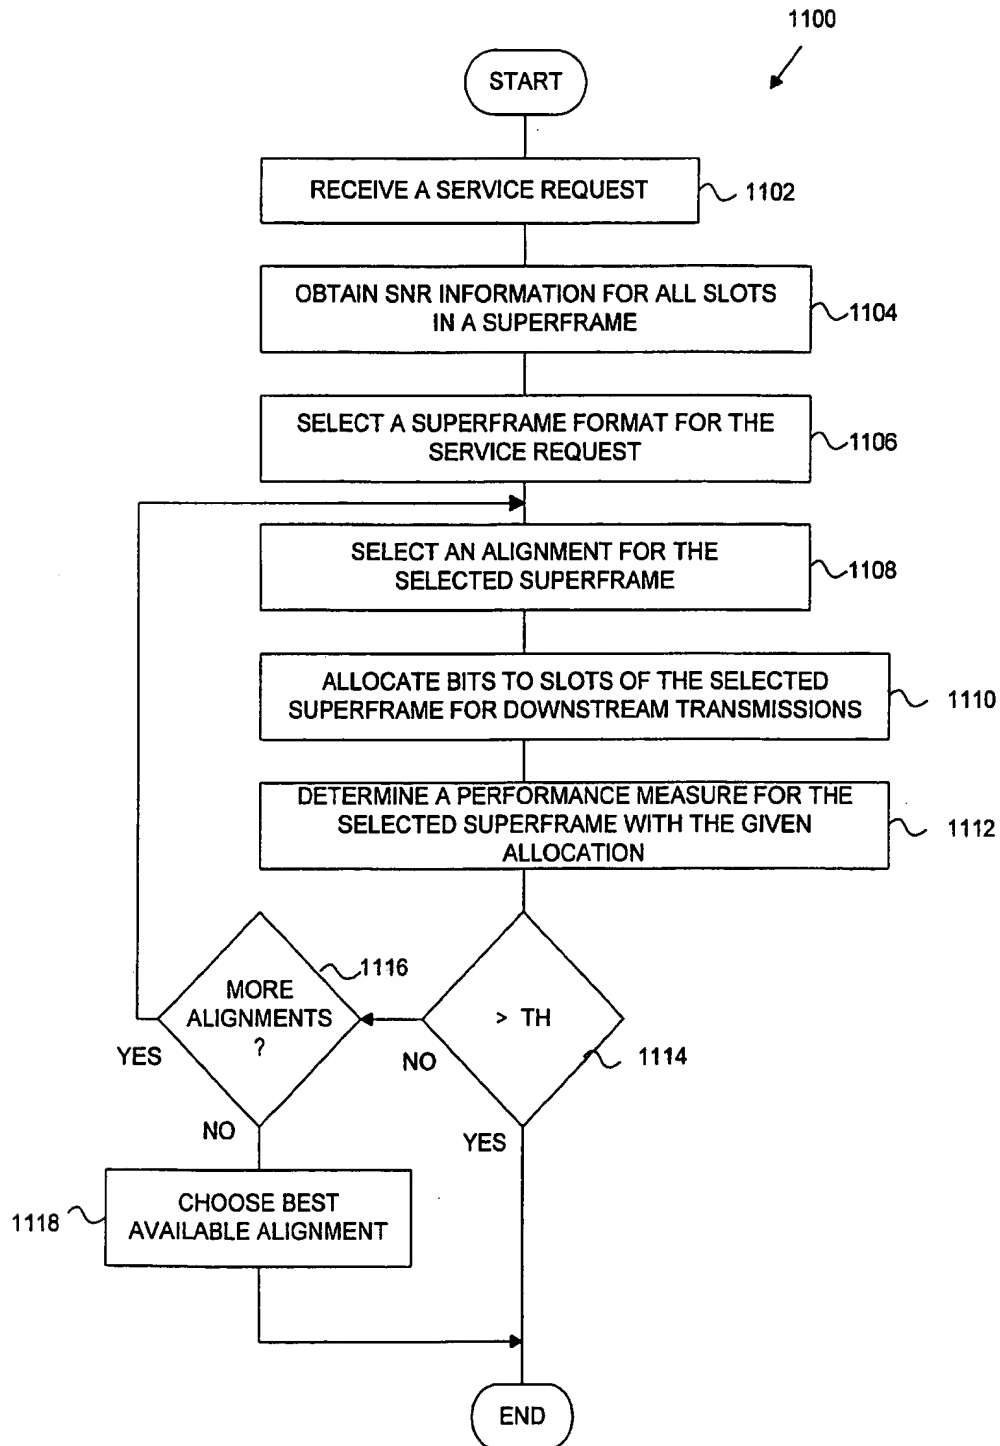 1100
START
RECEIVE A SERVICE REQUEST
1102
OBTAIN SNR INFORMATION FOR ALL SLOTS
IN A SUPERFRAME
1104
SELECT A SUPERFRAME FORMAT FOR THE
SERVICE REQUEST
1106
SELECT AN ALIGNMENT FOR THE
SELECTED SUPERFRAME
1108
ALLOCATE BITS TO SLOTS OF THE SELECTED
SUPERFRAME FOR DOWNSTREAM TRANSMISSIONS
1110
DETERMINE A PERFORMANCE MEASURE FOR THE
SELECTED SUPERFRAME WITH THE GIVEN
ALLOCATION
1112
> TH
1114
NO
YES
MORE
ALIGNMENTS
?
1116
YES
NO
CHOOSE BEST
AVAILABLE ALIGNMENT
1118
END